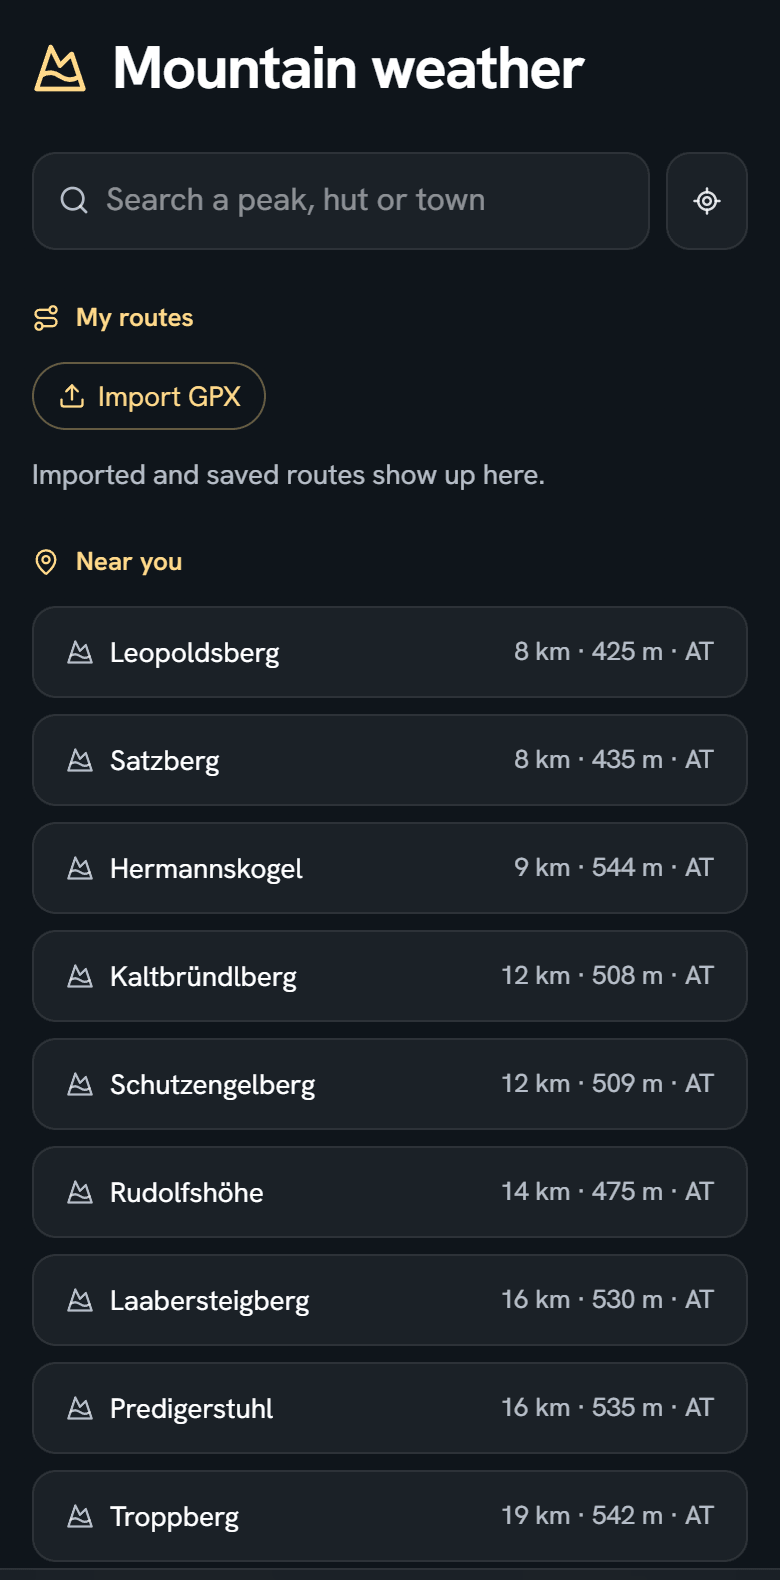 Mountain weather
Search a peak, hut or town
My routes
Import GPX
Imported and saved routes show up here.
Near you
Leopoldsberg 8 km · 425 m · AT
Satzberg 8 km · 435 m · AT
Hermannskogel 9 km · 544 m · AT
Kaltbründlberg 12 km · 508 m · AT
Schutzengelberg 12 km · 509 m · AT
Rudolfshöhe 14 km · 475 m · AT
Laabersteigberg 16 km · 530 m · AT
Predigerstuhl 16 km · 535 m · AT
Troppberg 19 km · 542 m · AT